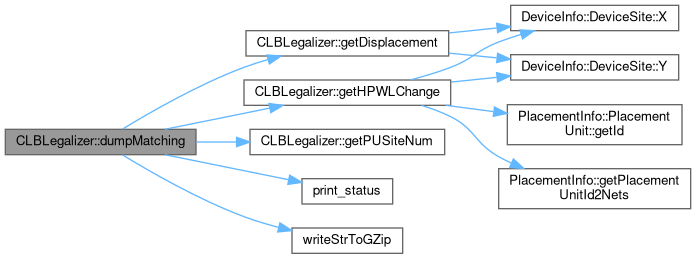 CLBLegalizer::dumpMatching
CLBLegalizer::getDisplacement
CLBLegalizer::getHPWLChange
CLBLegalizer::getPUSiteNum
print_status
writeStrToGZip
DeviceInfo::DeviceSite::X
DeviceInfo::DeviceSite::Y
PlacementInfo::Placement
Unit::getId
PlacementInfo::getPlacement
UnitId2Nets